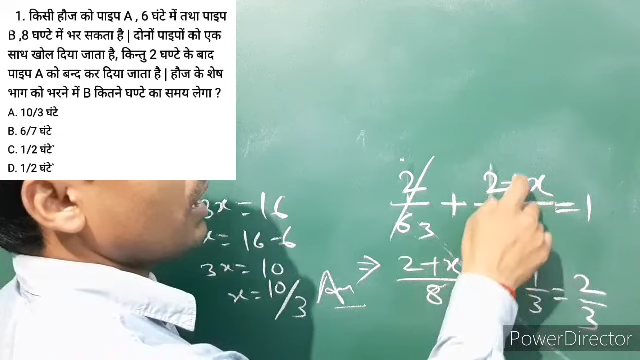 1. किसी हौज को पाइप A , 6 घंटे में तथा पाइप
B ,8 घण्टे में भर सकता है | दोनों पाइपों को एक
साथ खोल दिया जाता है, किन्तु 2 घण्टे के बाद
पाइप A को बन्द कर दिया जाता है | हौज के शेष
भाग को भरने में B कितने घण्टे का समय लेगा ?
A. 10/3 घंटे
B. 6/7 घंटे
C. 1/2 घंटे`
D. 1/2 घंटे`
2/6 3 + 2+x = 1
2+x/8
1/3 = 2/3
3x = 16
x = 16-6
3x = 10
x = 10/3 Ans
PowerDirector